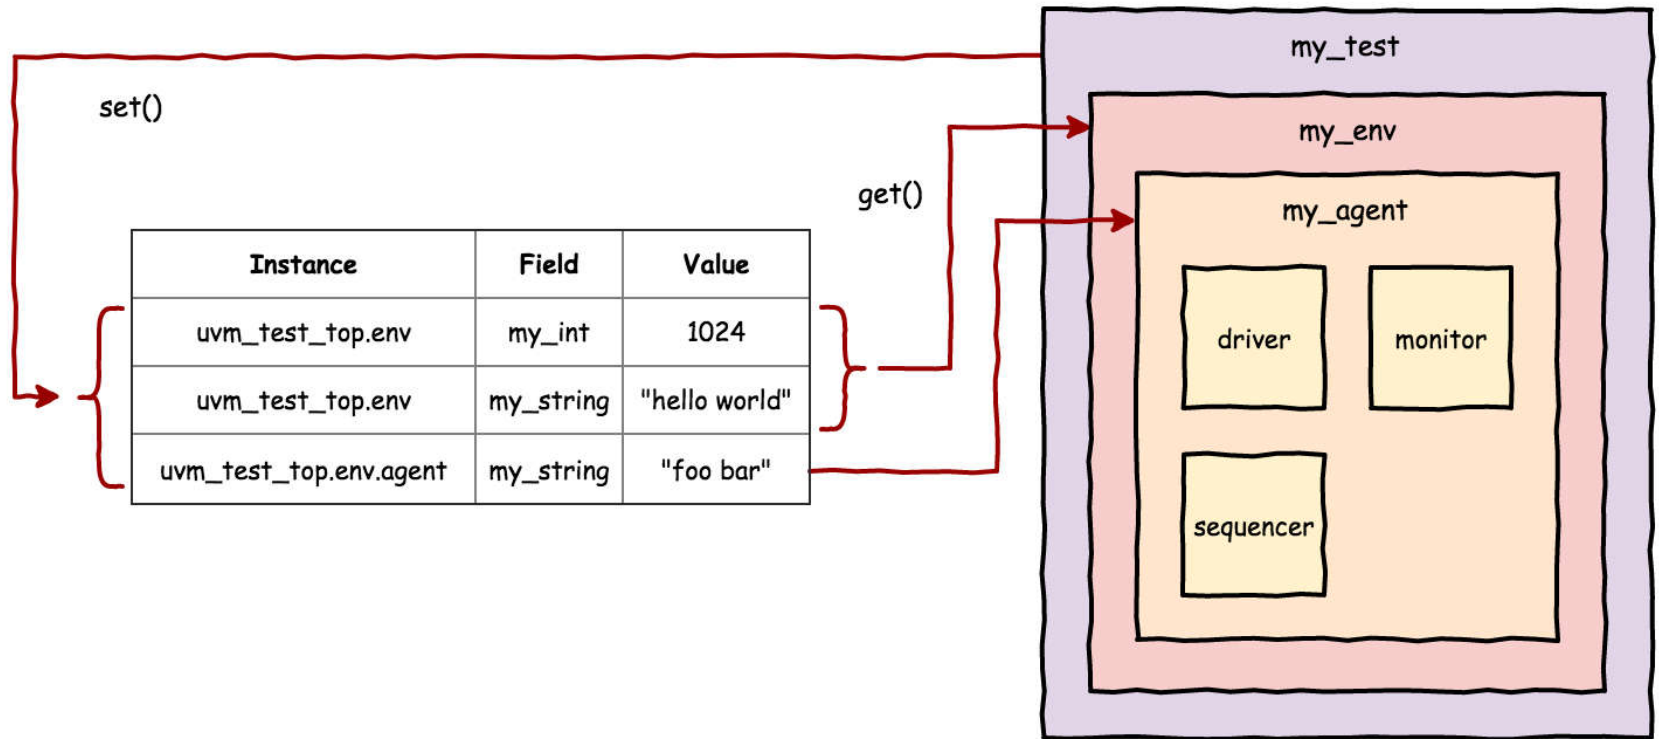 my_test
set()
my_env
get()
my_agent
Instance Field Value
uvm_test_top.env my_int 1024
uvm_test_top.env my_string "hello world"
uvm_test_top.env.agent my_string "foo bar"
driver monitor
sequencer